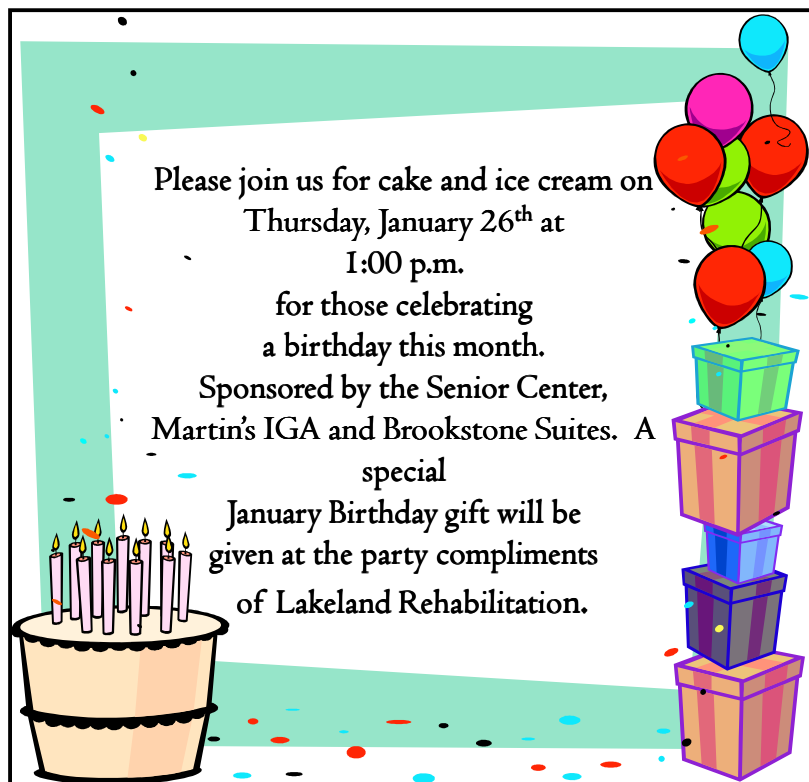 Please join us for cake and ice cream on
Thursday, January 26th at
1:00 p.m.
for those celebrating
a birthday this month.
Sponsored by the Senior Center,
Martin's IGA and Brookstone Suites. A
special
January Birthday gift will be
given at the party compliments
of Lakeland Rehabilitation.